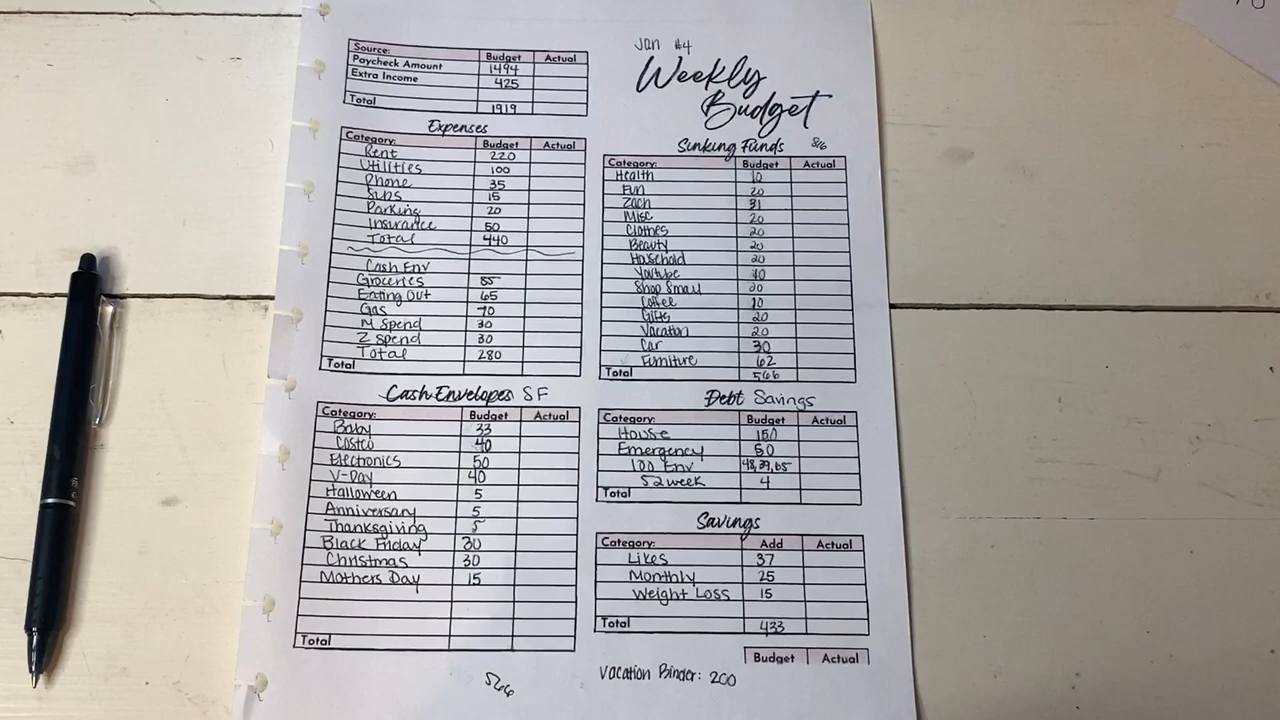 Jan #4
Weekly
Budget
Source: Budget Actual
Paycheck Amount 1494
Extra Income 425
Total 1919
Expenses
Category: Budget Actual
Rent 220
Utilities 100
Phone 35
Subs 15
Parking 20
Insurance 50
Total 440
Cash Env
Groceries 85
Eating Out 65
Gas 70
M Spend 30
Z spend 30
Total 280
Total
Sinking Funds
Category: Budget Actual
Health 10
Fun 20
Zach 31
Misc 20
Clothes 20
Beauty 20
Household 20
Youtube
Shop Small
Coffee 10
Gifts 20
Vacation 20
Car 30
Furniture 62
Total 566
Cash Envelopes SF
Category: Budget Actual
Baby 33
Costco 40
Electronics 50
V-Day 40
Halloween 5
Anniversary 5
Thanksgiving 5
Black Friday 30
Christmas 30
Mothers Day 15
Total
566
Debt Savings
Category: Budget Actual
House 150
Emergency 50
100 Env 48,39,65
52 week 4
Total
Savings
Category: Add Actual
Likes 37
Monthly 25
Weight Loss 15
Total 433
Budget Actual
Vacation Binder: 200